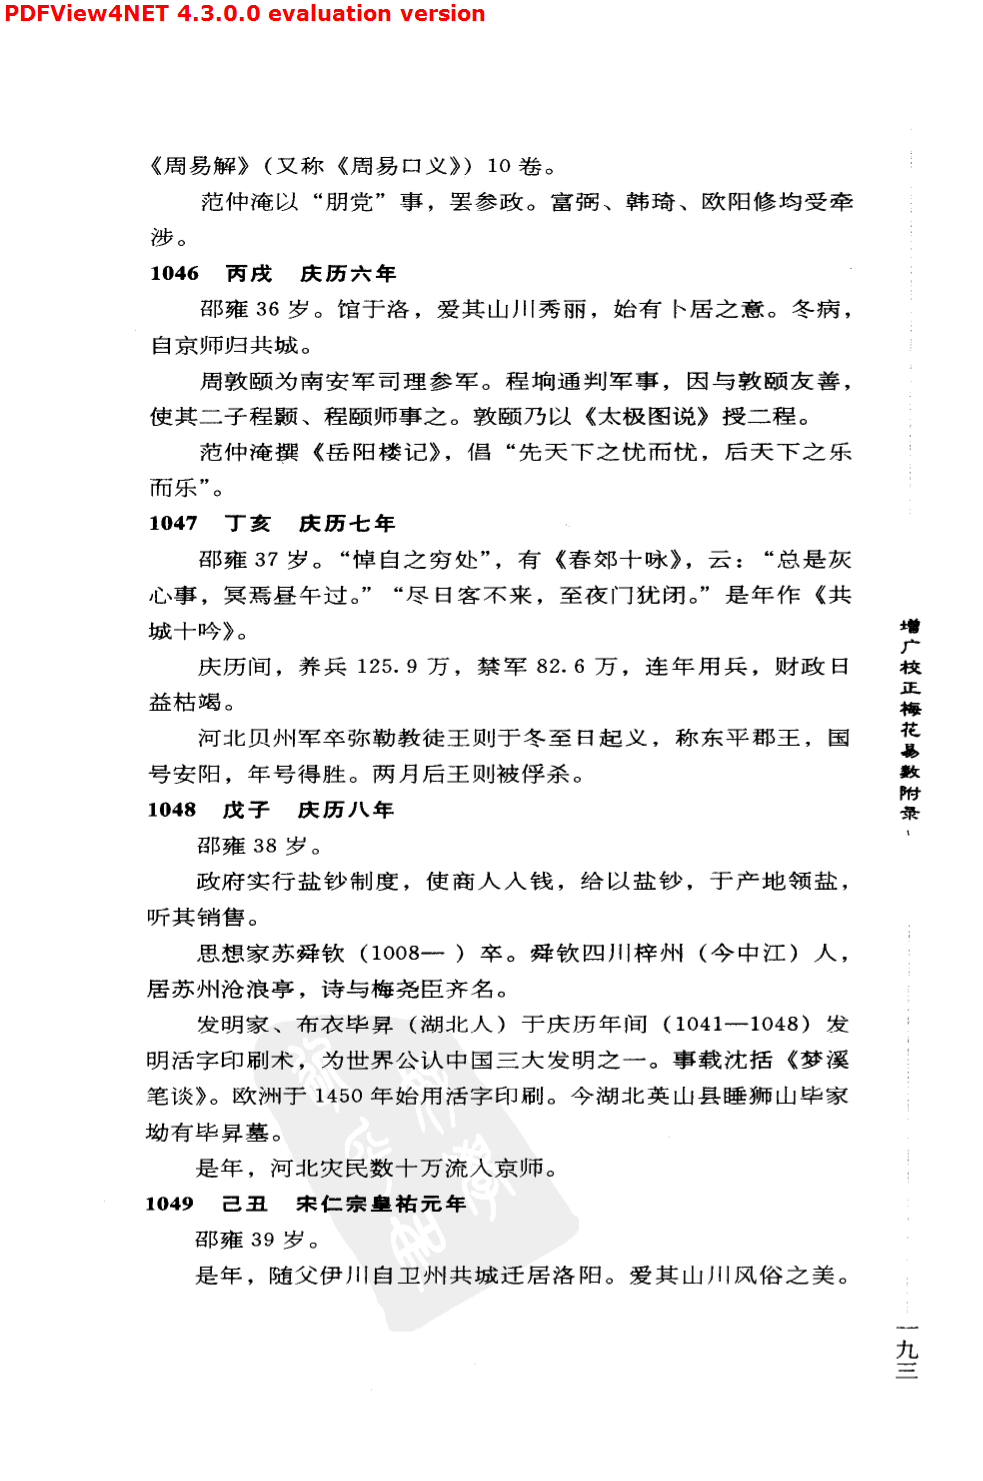 PDFView4NET 4.3.0.0 evaluation version
《周易解》(又称《周易口义》) 10 卷。
范仲淹以“朋党”事，罢参政。富弼、韩琦、欧阳修均受牵
涉。
1046 丙戌 庆历六年
邵雍 36 岁。馆于洛，爱其山川秀丽，始有卜居之意。冬病，
自京师归共城。
周敦颐为南安军司理参军。程垧通判军事，因与敦颐友善，
使其二子程颢、程颐师事之。敦颐乃以《太极图说》授二程。
范仲淹撰《岳阳楼记》，倡“先天下之忧而忧，后天下之乐
而乐”。
1047 丁亥 庆历七年
邵雍 37 岁。“悼自之穷处”，有《春郊十咏》，云：“总是灰
心事，冥焉昼午过。”“尽日客不来，至夜门犹闭。”是年作《共
城十吟》。
庆历间，养兵 125.9 万，禁军 82.6 万，连年用兵，财政日
益枯竭。
河北贝州军卒弥勒教徒王则于冬至日起义，称东平郡王，国
号安阳，年号得胜。两月后王则被俘杀。
1048 戊子 庆历八年
邵雍 38 岁。
政府实行盐钞制度，使商人入钱，给以盐钞，于产地领盐，
听其销售。
思想家苏舜钦（1008— ）卒。舜钦四川梓州（今中江）人，
居苏州沧浪亭，诗与梅尧臣齐名。
发明家、布衣毕昇（湖北人）于庆历年间（1041—1048）发
明活字印刷术，为世界公认中国三大发明之一。事载沈括《梦溪
笔谈》。欧洲于 1450 年始用活字印刷。今湖北英山县睡狮山毕家
坳有毕昇墓。
是年，河北灾民数十万流入京师。
1049 己丑 宋仁宗皇祐元年
邵雍 39 岁。
是年，随父伊川自卫州共城迁居洛阳。爱其山川风俗之美。
增广校正梅花易数附录
一九三